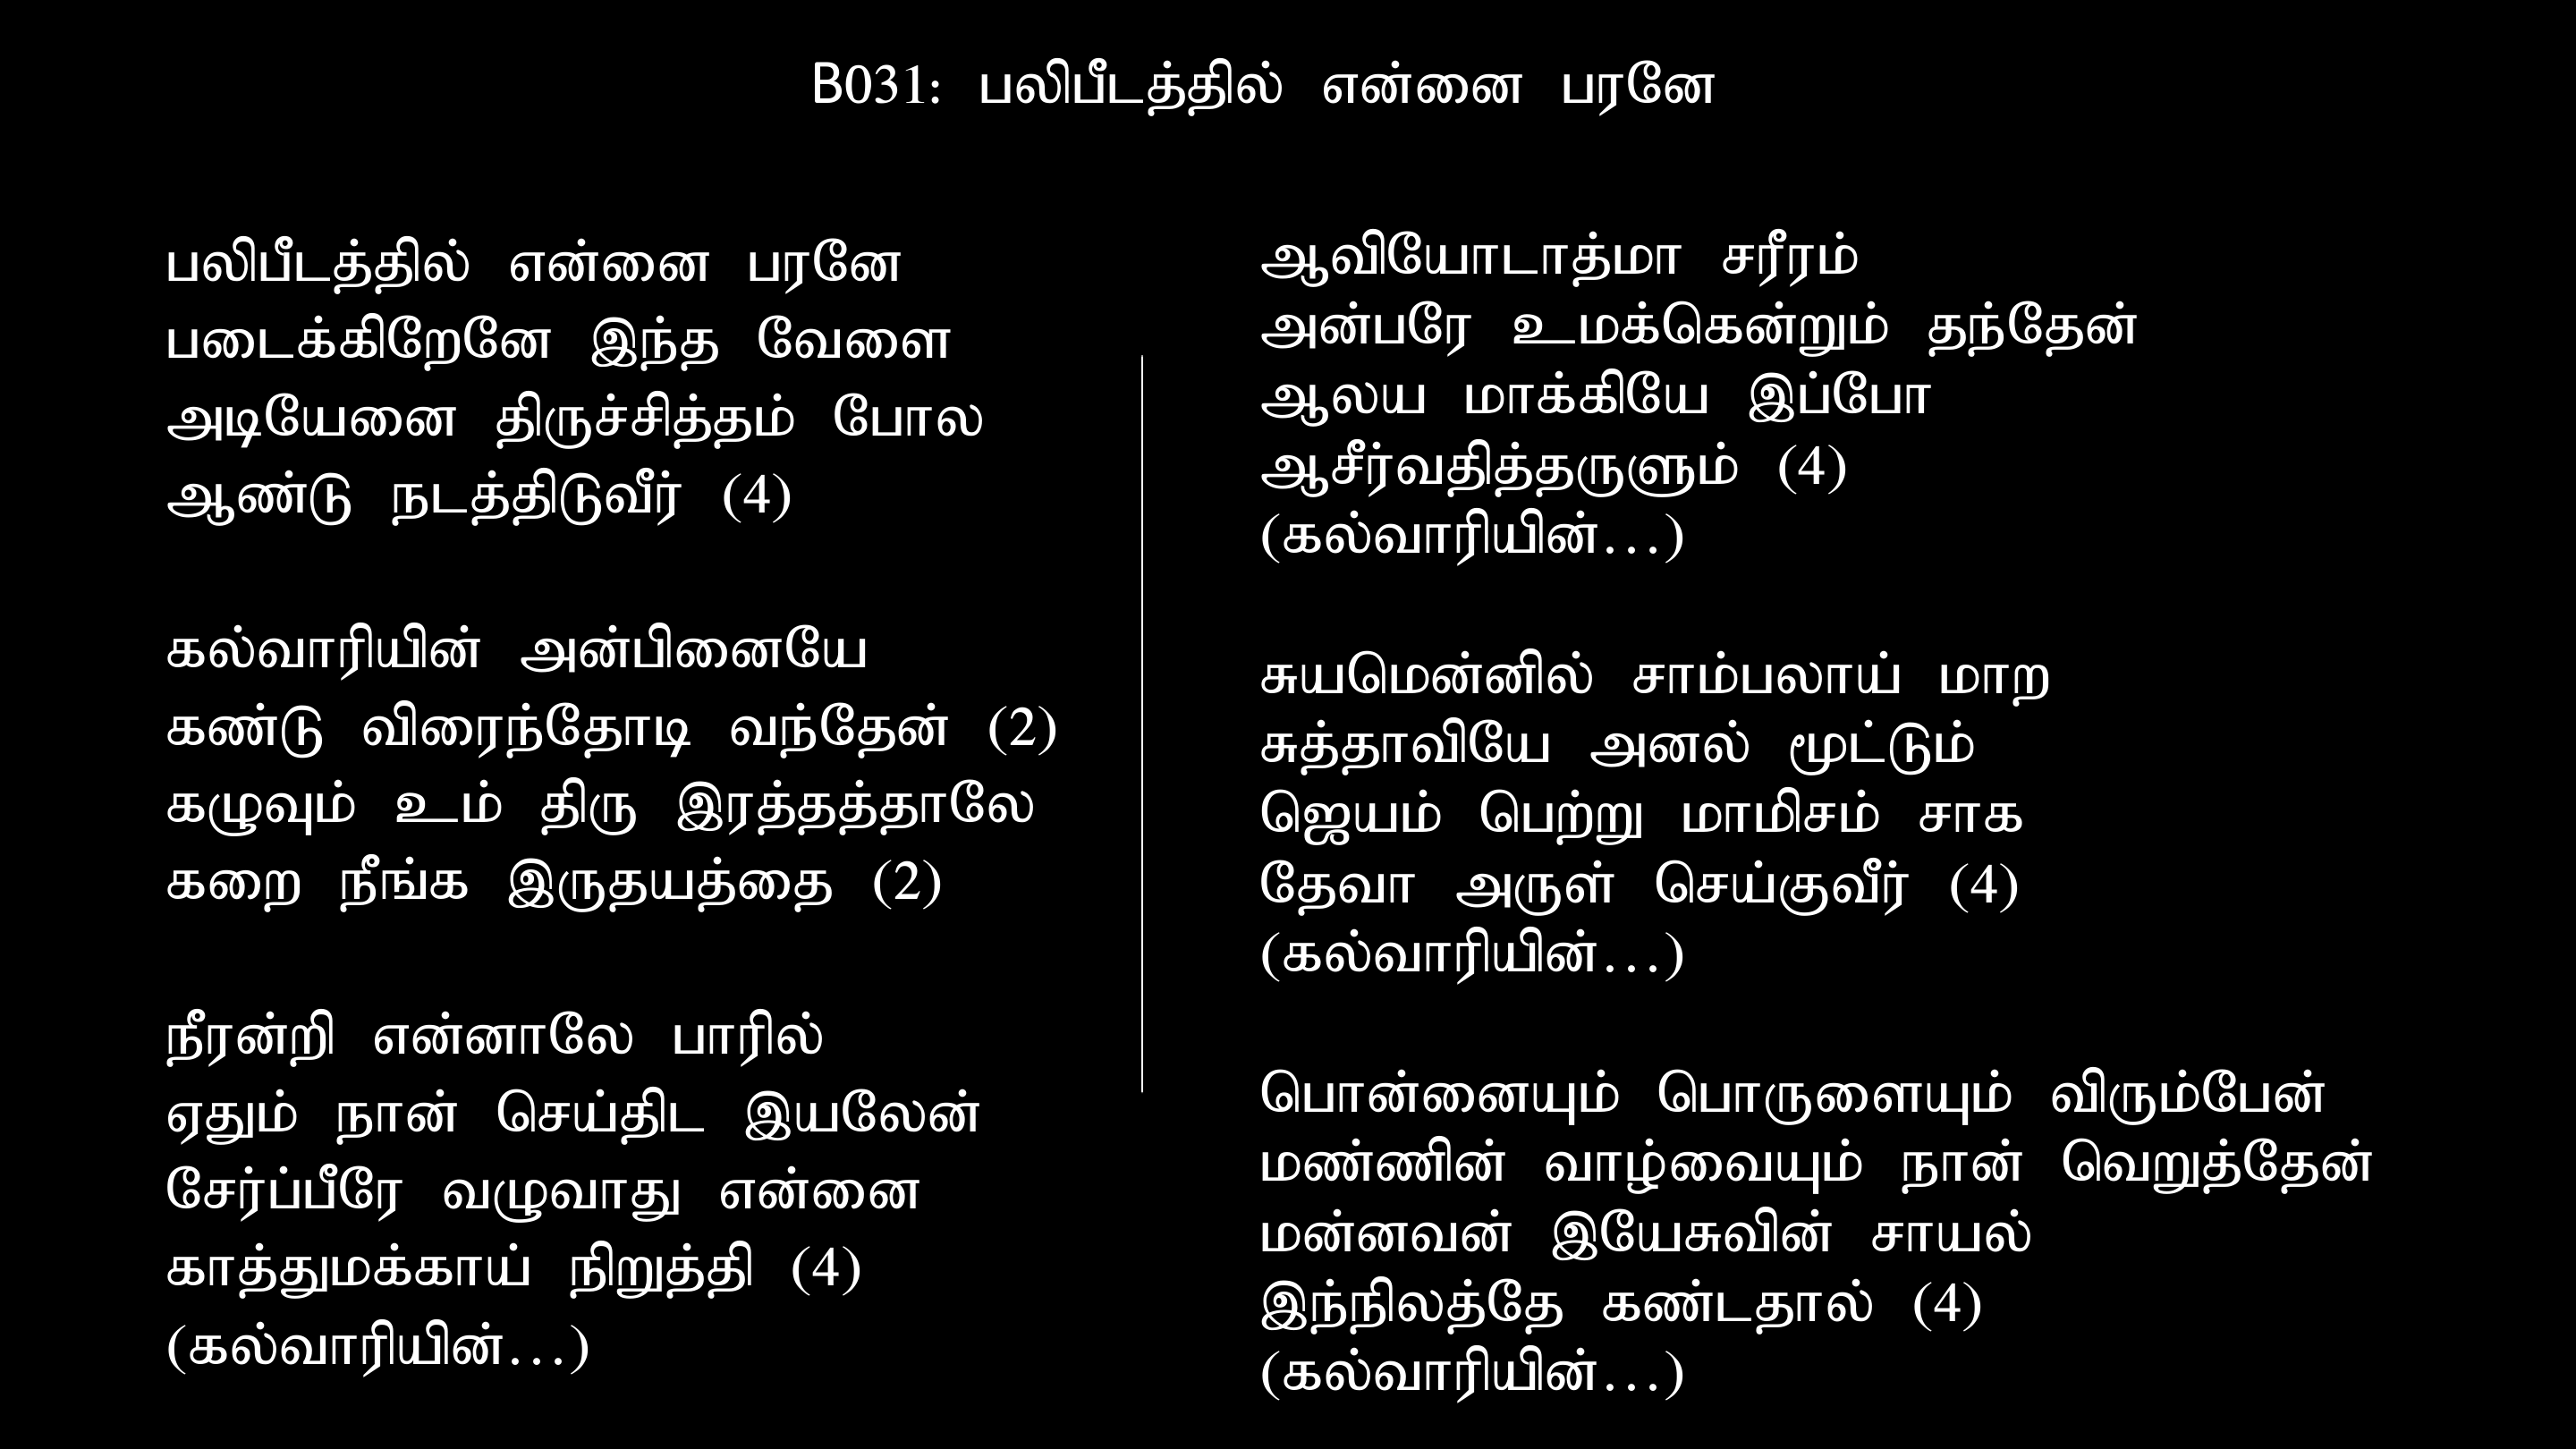 B031: பலிபீடத்தில் என்னை பரனே
பலிபீடத்தில் என்னை பரனே
படைக்கிறேனே இந்த வேளை
அடியேனை திருச்சித்தம் போல
ஆண்டு நடத்திடுவீர் (4)
கல்வாரியின் அன்பினையே
கண்டு விரைந்தோடி வந்தேன் (2)
கழுவும் உம் திரு இரத்தத்தாலே
கறை நீங்க இருதயத்தை (2)
நீரன்றி என்னாலே பாரில்
ஏதும் நான் செய்திட இயலேன்
சேர்ப்பீரே வழுவாது என்னை
காத்துமக்காய் நிறுத்தி (4)
(கல்வாரியின்...)
ஆவியோடாத்மா சரீரம்
அன்பரே உமக்கென்றும் தந்தேன்
ஆலய மாக்கியே இப்போ
ஆசீர்வதித்தருளும் (4)
(கல்வாரியின்...)
சுயமென்னில் சாம்பலாய் மாற
சுத்தாவியே அனல் மூட்டும்
ஜெயம் பெற்று மாமிசம் சாக
தேவா அருள் செய்குவீர் (4)
(கல்வாரியின்...)
பொன்னையும் பொருளையும் விரும்பேன்
மண்ணின் வாழ்வையும் நான் வெறுத்தேன்
மன்னவன் இயேசுவின் சாயல்
இந்நிலத்தே கண்டதால் (4)
(கல்வாரியின்...)